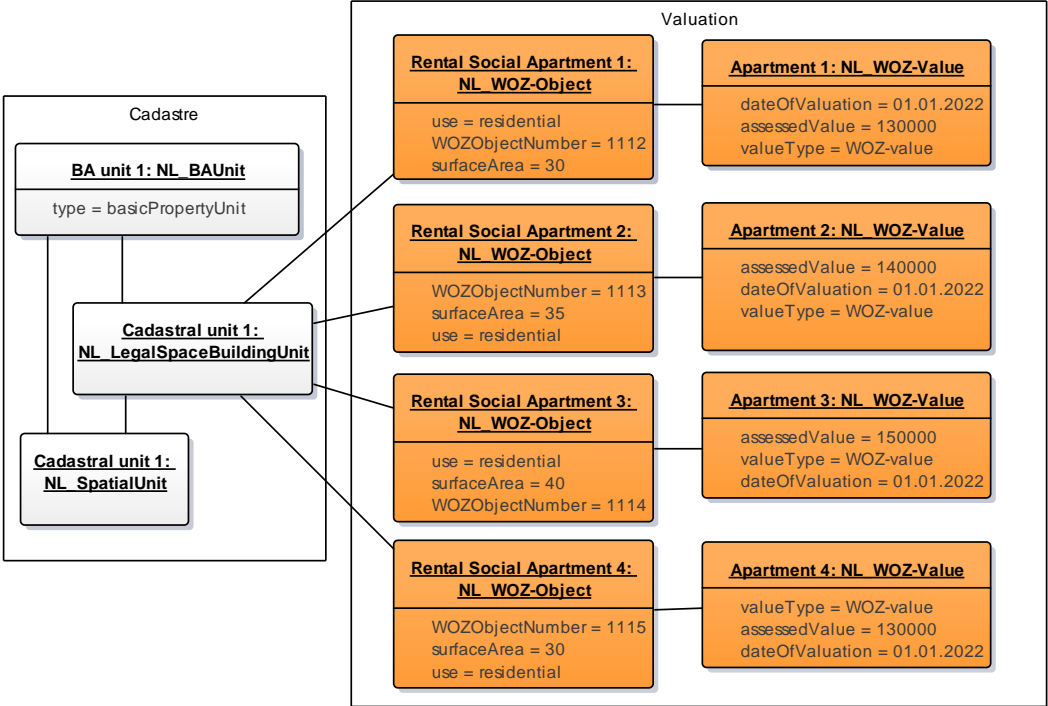 Cadastre
BA unit 1: NL_BAUnit
type = basicPropertyUnit
Cadastral unit 1:
NL_LegalSpaceBuildingUnit
Cadastral unit 1:
NL_SpatialUnit
Valuation
Rental Social Apartment 1:
NL_WOZ-Object
use = residential
WOZObjectNumber = 1112
surfaceArea = 30
Apartment 1: NL_WOZ-Value
dateOfValuation = 01.01.2022
assessedValue = 130000
valueType = WOZ-value
Rental Social Apartment 2:
NL_WOZ-Object
WOZObjectNumber = 1113
surfaceArea = 35
use = residential
Apartment 2: NL_WOZ-Value
assessedValue = 140000
dateOfValuation = 01.01.2022
valueType = WOZ-value
Rental Social Apartment 3:
NL_WOZ-Object
use = residential
surfaceArea = 40
WOZObjectNumber = 1114
Apartment 3: NL_WOZ-Value
assessedValue = 150000
valueType = WOZ-value
dateOfValuation = 01.01.2022
Rental Social Apartment 4:
NL_WOZ-Object
WOZObjectNumber = 1115
surfaceArea = 30
use = residential
Apartment 4: NL_WOZ-Value
valueType = WOZ-value
assessedValue = 130000
dateOfValuation = 01.01.2022